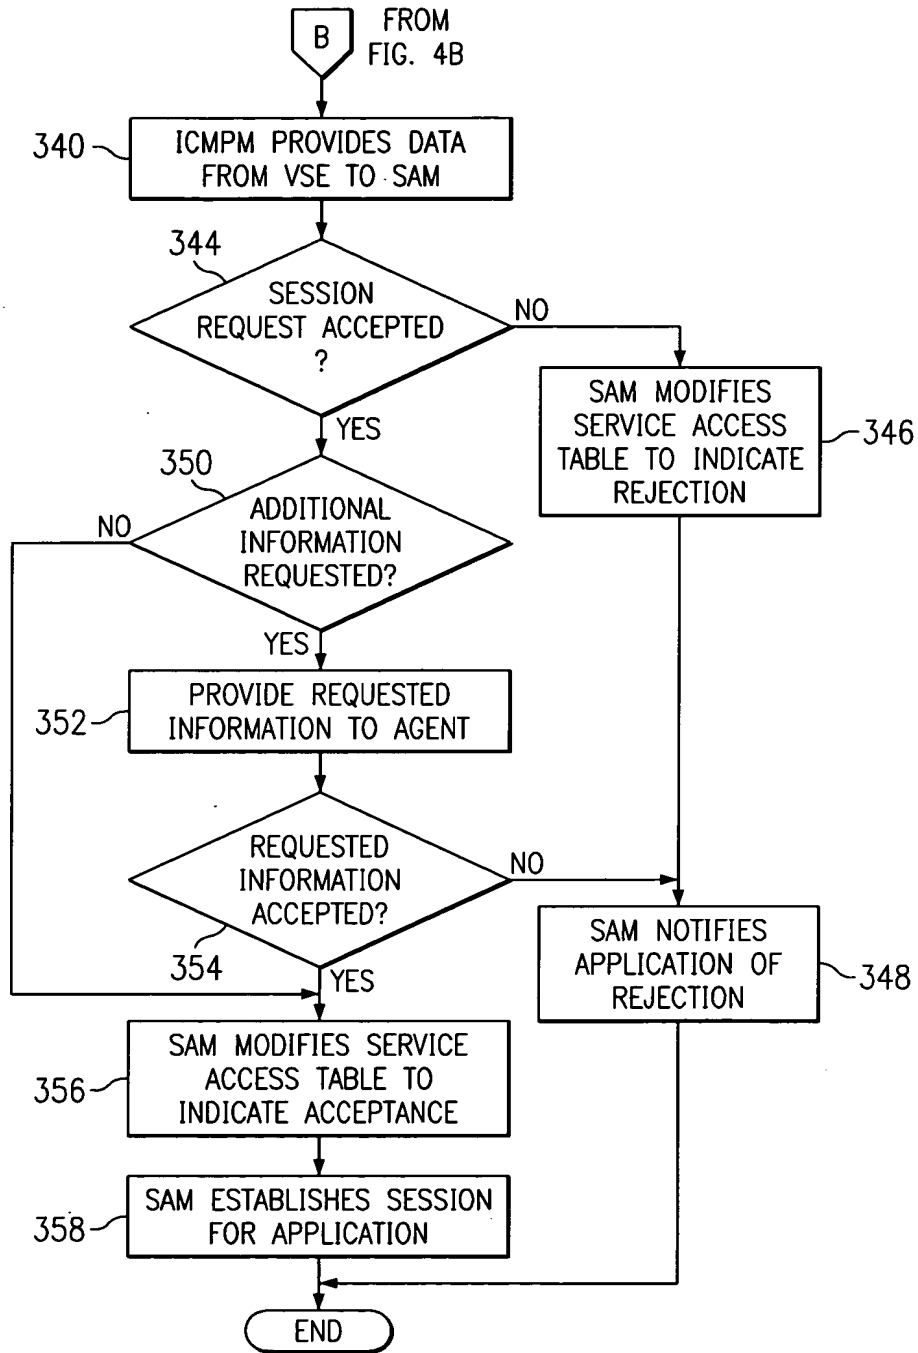 B
FROM
FIG. 4B
340
ICMPM PROVIDES DATA
FROM VSE TO SAM
344
SESSION
REQUEST ACCEPTED
?
NO
YES
SAM MODIFIES
SERVICE ACCESS
TABLE TO INDICATE
REJECTION
346
350
ADDITIONAL
INFORMATION
REQUESTED?
NO
YES
352
PROVIDE REQUESTED
INFORMATION TO AGENT
REQUESTED
INFORMATION
ACCEPTED?
NO
354
YES
SAM NOTIFIES
APPLICATION OF
REJECTION
348
356
SAM MODIFIES SERVICE
ACCESS TABLE TO
INDICATE ACCEPTANCE
358
SAM ESTABLISHES SESSION
FOR APPLICATION
END